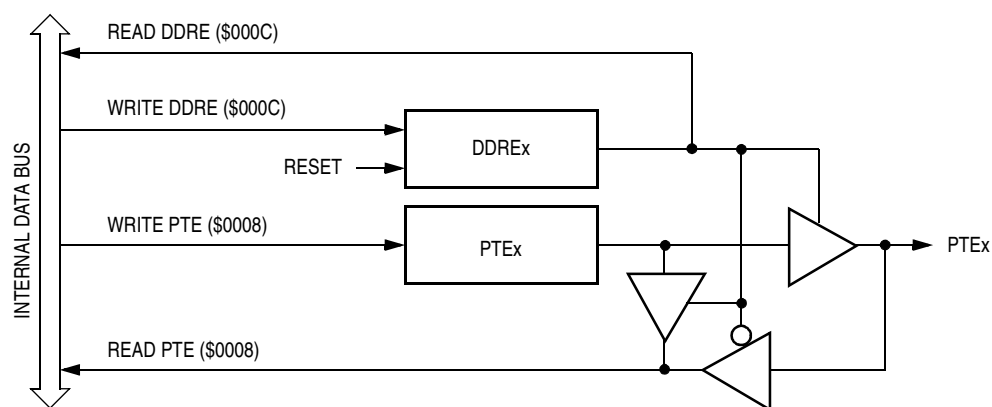 READ DDRE ($000C)
WRITE DDRE ($000C)
DDREx
RESET
INTERNAL DATA BUS
WRITE PTE ($0008)
PTEx
PTEx
READ PTE ($0008)